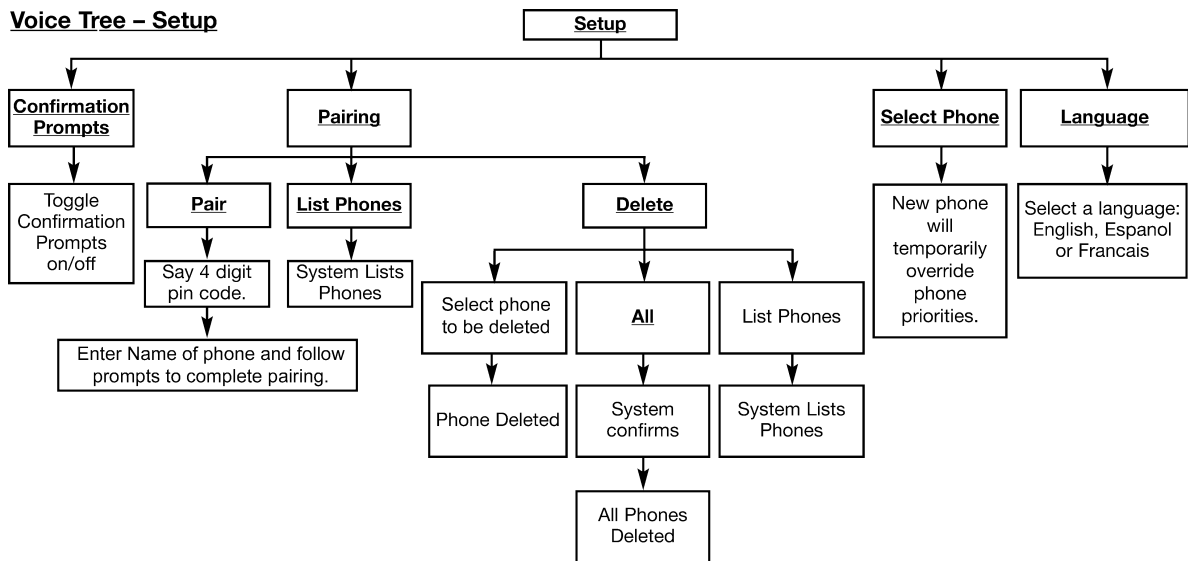 Voice Tree – Setup
Setup
Confirmation
Prompts
Pairing
Select Phone
Language
Toggle
Confirmation
Prompts
on/off
Pair
List Phones
Delete
New phone
will
temporarily
override
phone
priorities.
Select a language:
English, Espanol
or Francais
Say 4 digit
pin code.
System Lists
Phones
Enter Name of phone and follow
prompts to complete pairing.
Select phone
to be deleted
All
List Phones
Phone Deleted
System
confirms
System Lists
Phones
All Phones
Deleted